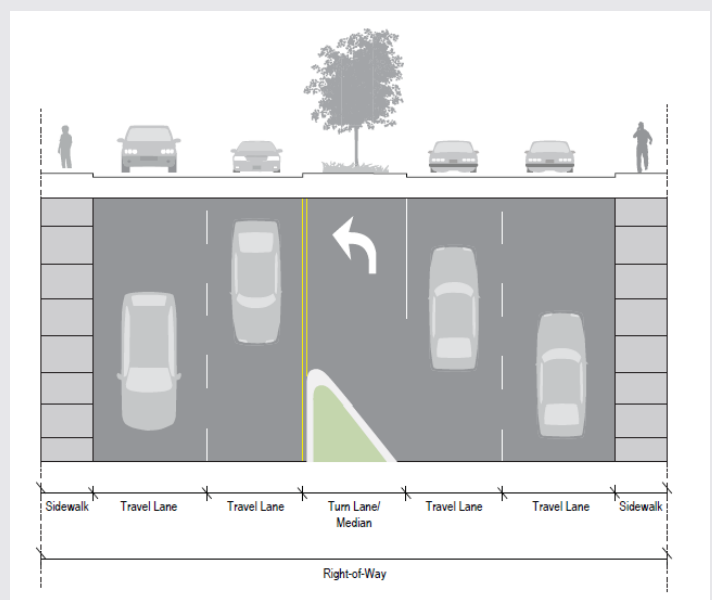 Sidewalk
Travel Lane
Travel Lane
Turn Lane/
Median
Travel Lane
Travel Lane
Sidewalk
Right-of-Way